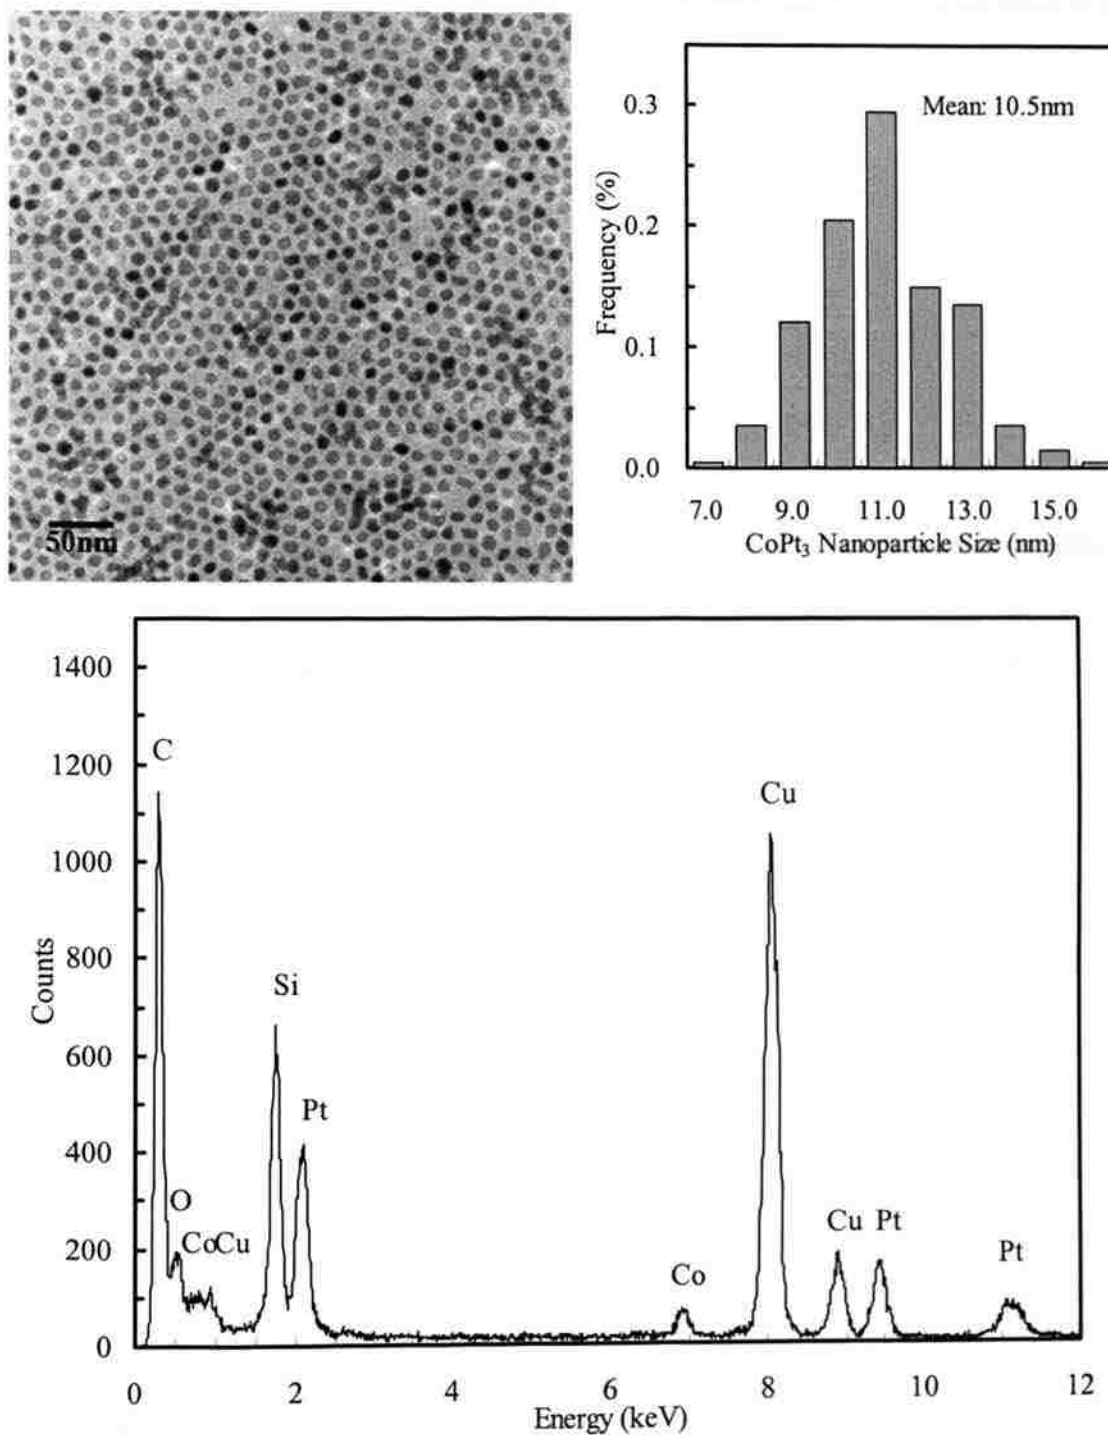 50nm
Mean: 10.5nm
Frequency (%)
0.3
0.2
0.1
0.0
7.0 9.0 11.0 13.0 15.0
CoPt₃ Nanoparticle Size (nm)
Counts
1400
1200
1000
800
600
400
200
0
C
O
CoCu
Si
Pt
Co
Cu
Cu
Pt
Pt
0 2 4 6 8 10 12
Energy (keV)